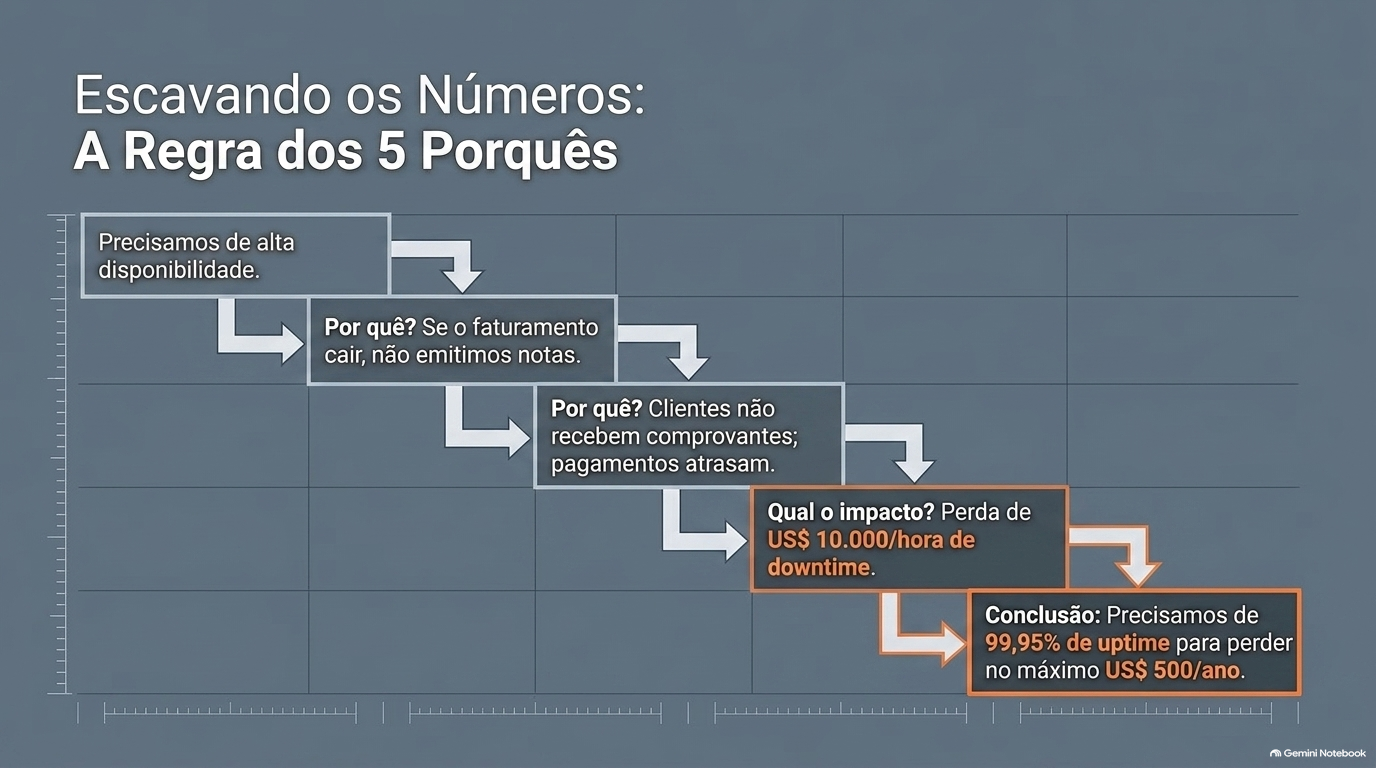 Escavando os Números:
A Regra dos 5 Porquês
Precisamos de alta
disponibilidade.
Por quê? Se o faturamento
cair, não emitimos notas.
Por quê? Clientes não
recebem comprovantes;
pagamentos atrasam.
Qual o impacto? Perda de
US$ 10.000/hora de
downtime.
Conclusão: Precisamos de
99,95% de uptime para perder
no máximo US$ 500/ano.
Gemini Notebook